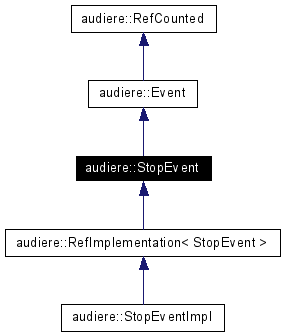 audiere::RefCounted
audiere::Event
audiere::StopEvent
audiere::RefImplementation< StopEvent >
audiere::StopEventImpl